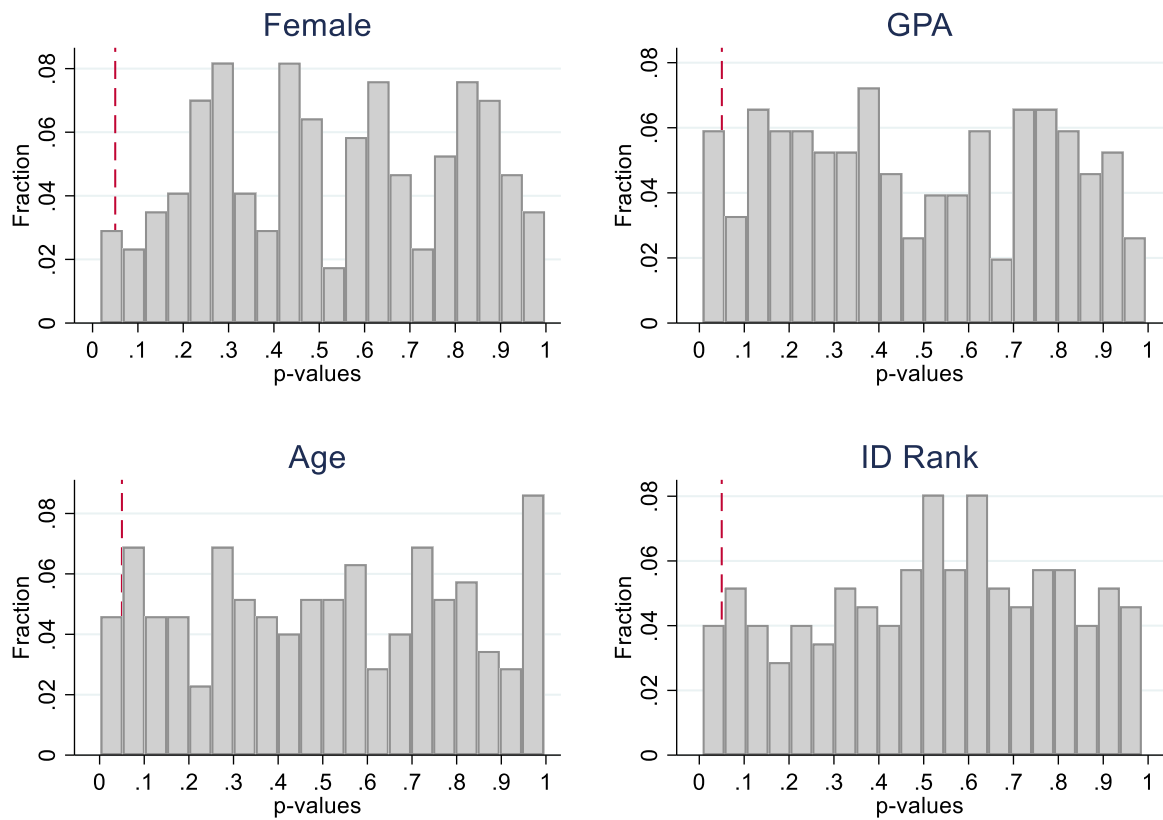 Female
Fraction
0 .02 .04 .06 .08
0 .1 .2 .3 .4 .5 .6 .7 .8 .9 1
p-values
GPA
Fraction
0 .02 .04 .06 .08
0 .1 .2 .3 .4 .5 .6 .7 .8 .9 1
p-values
Age
Fraction
0 .02 .04 .06 .08
0 .1 .2 .3 .4 .5 .6 .7 .8 .9 1
p-values
ID Rank
Fraction
0 .02 .04 .06 .08
0 .1 .2 .3 .4 .5 .6 .7 .8 .9 1
p-values